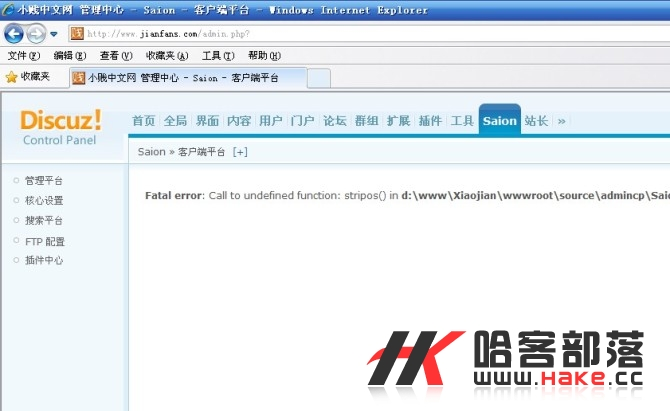 小贱中文网 管理中心 - Saion - 客户端平台 - Windows Internet Explorer
http://www.jianfans.com/admin.php?
文件(F) 编辑(E) 查看(V) 收藏夹(A) 工具(T) 帮助(H)
收藏夹 小贱中文网 管理中心 - Saion - 客户端平台
Discuz!
Control Panel
首页 全局 界面 内容 用户 门户 论坛 群组 扩展 插件 工具 Saion 站长 »
Saion » 客户端平台 [+]
管理平台
核心设置
搜索平台
FTP 配置
插件中心
Fatal error: Call to undefined function: stripos() in d:\www\Xiaojian\wwwroot\source\admincp\Saio
HK 哈客部落
www.HAKE.cc